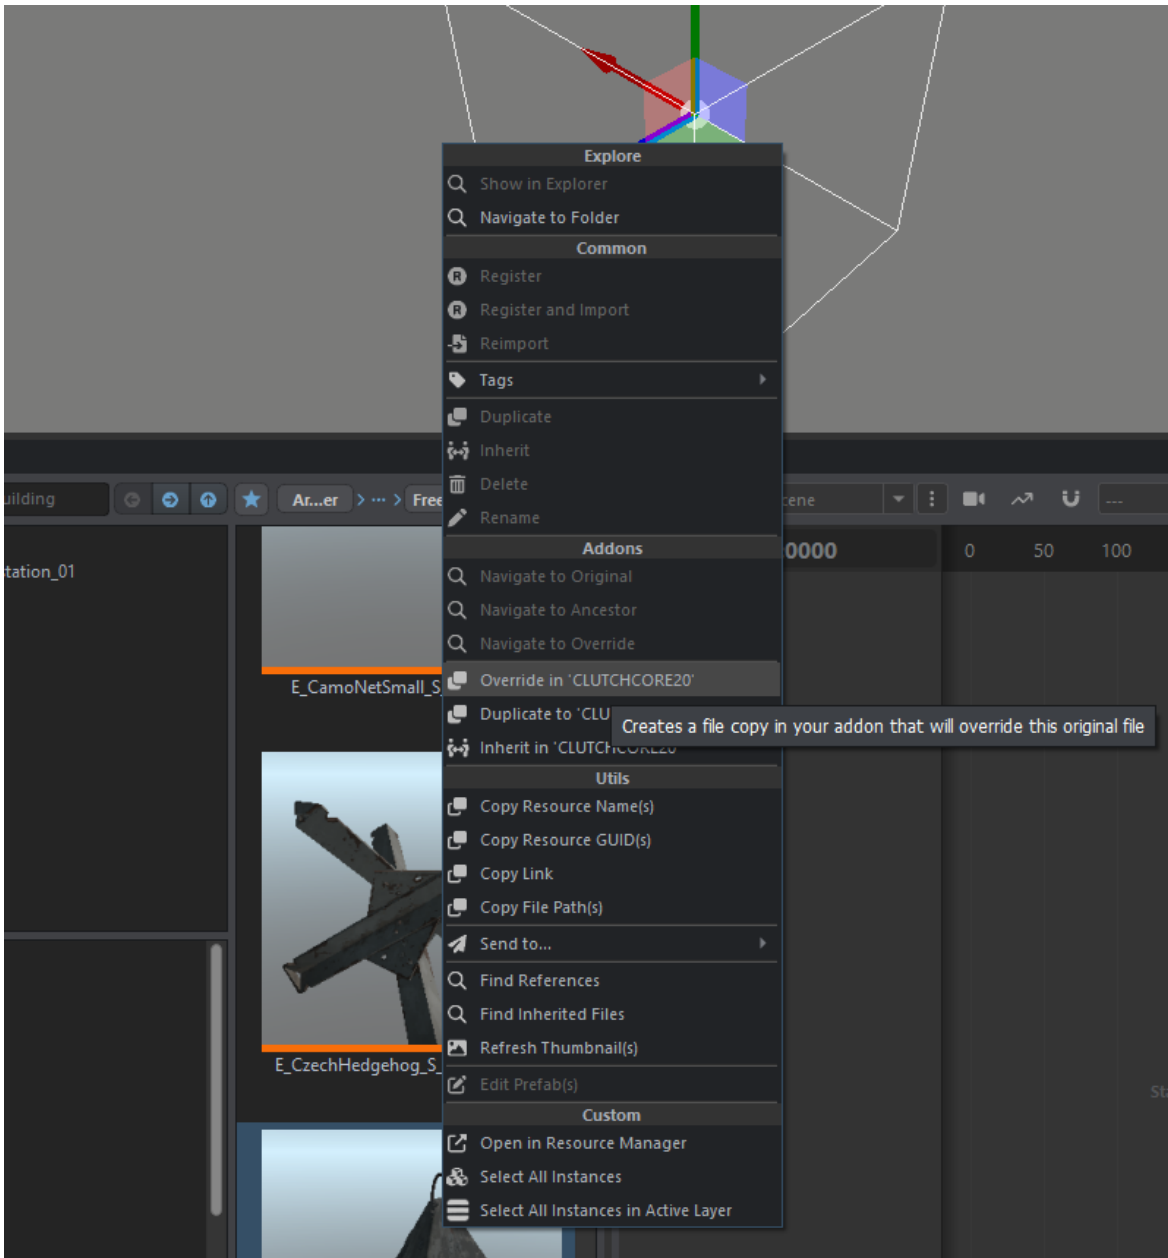 Explore
Show in Explorer
Navigate to Folder
Common
Register
Register and Import
Reimport
Tags
Duplicate
Inherit
Delete
Rename
uilding
Ar...er > ... > Free
cene
---
Addons
0000
0 50 100
tation_01
Navigate to Original
Navigate to Ancestor
Navigate to Override
Override in 'CLUTCHCORE20'
E_CamoNetSmall_S_
Duplicate to 'CLU
Creates a file copy in your addon that will override this original file
Inherit in 'CLUTCHCORE20'
Utils
Copy Resource Name(s)
Copy Resource GUID(s)
Copy Link
Copy File Path(s)
Send to...
Find References
Find Inherited Files
Refresh Thumbnail(s)
E_CzechHedgehog_S_
Edit Prefab(s)
Custom
Open in Resource Manager
Select All Instances
Select All Instances in Active Layer